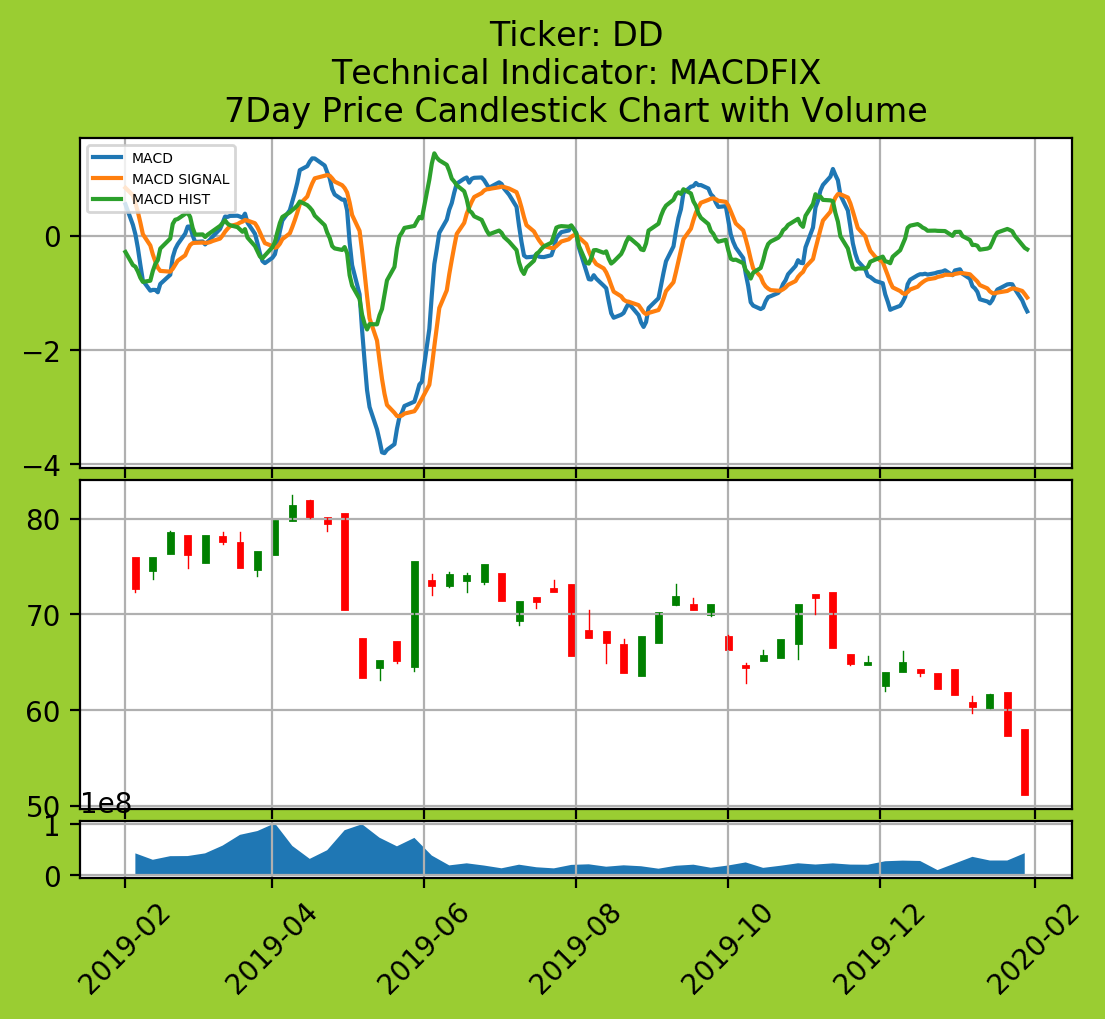 Ticker: DD
Technical Indicator: MACDFIX
7Day Price Candlestick Chart with Volume
MACD
MACD SIGNAL
MACD HIST
0
−2
−4
80
70
60
50
1e8
1
0
2019-02
2019-04
2019-06
2019-08
2019-10
2019-12
2020-02